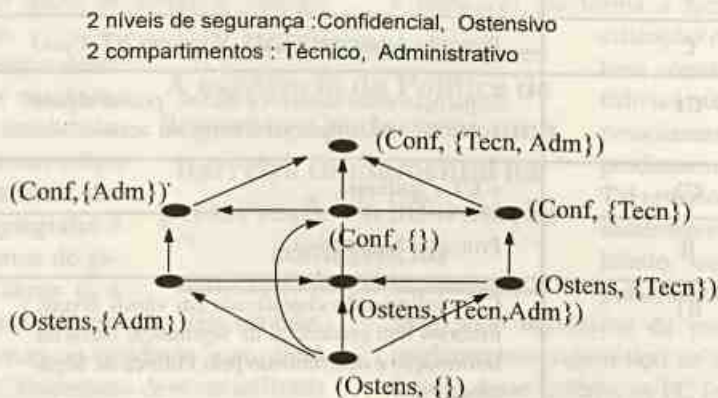 2 níveis de segurança :Confidencial, Ostensivo
2 compartimentos : Técnico, Administrativo
(Conf, {Tecn, Adm})
(Conf,{Adm})
(Conf, {Tecn})
(Conf, {})
(Ostens, {Tecn})
(Ostens,{Adm})
(Ostens,{Tecn,Adm})
(Ostens, {})